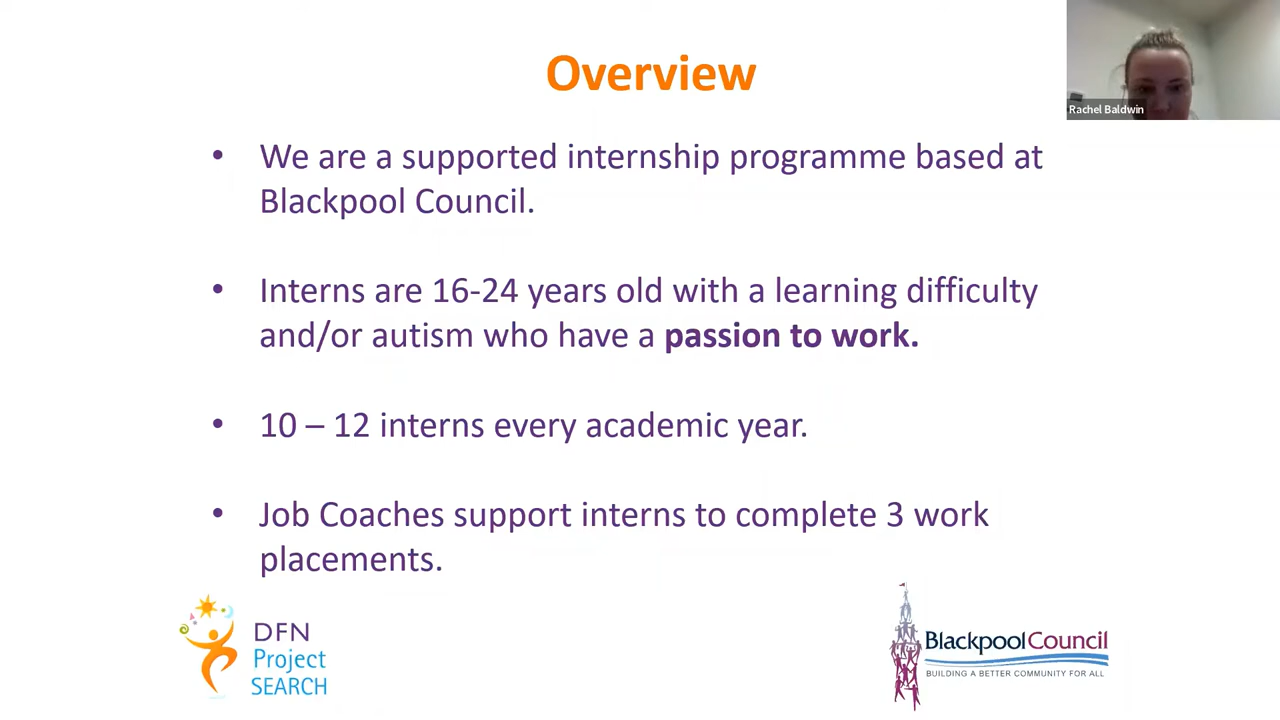 Overview
Rachel Baldwin
• We are a supported internship programme based at
Blackpool Council.
• Interns are 16-24 years old with a learning difficulty
and/or autism who have a passion to work.
• 10 – 12 interns every academic year.
• Job Coaches support interns to complete 3 work
placements.
DFN
Project
SEARCH
BlackpoolCouncil
BUILDING A BETTER COMMUNITY FOR ALL